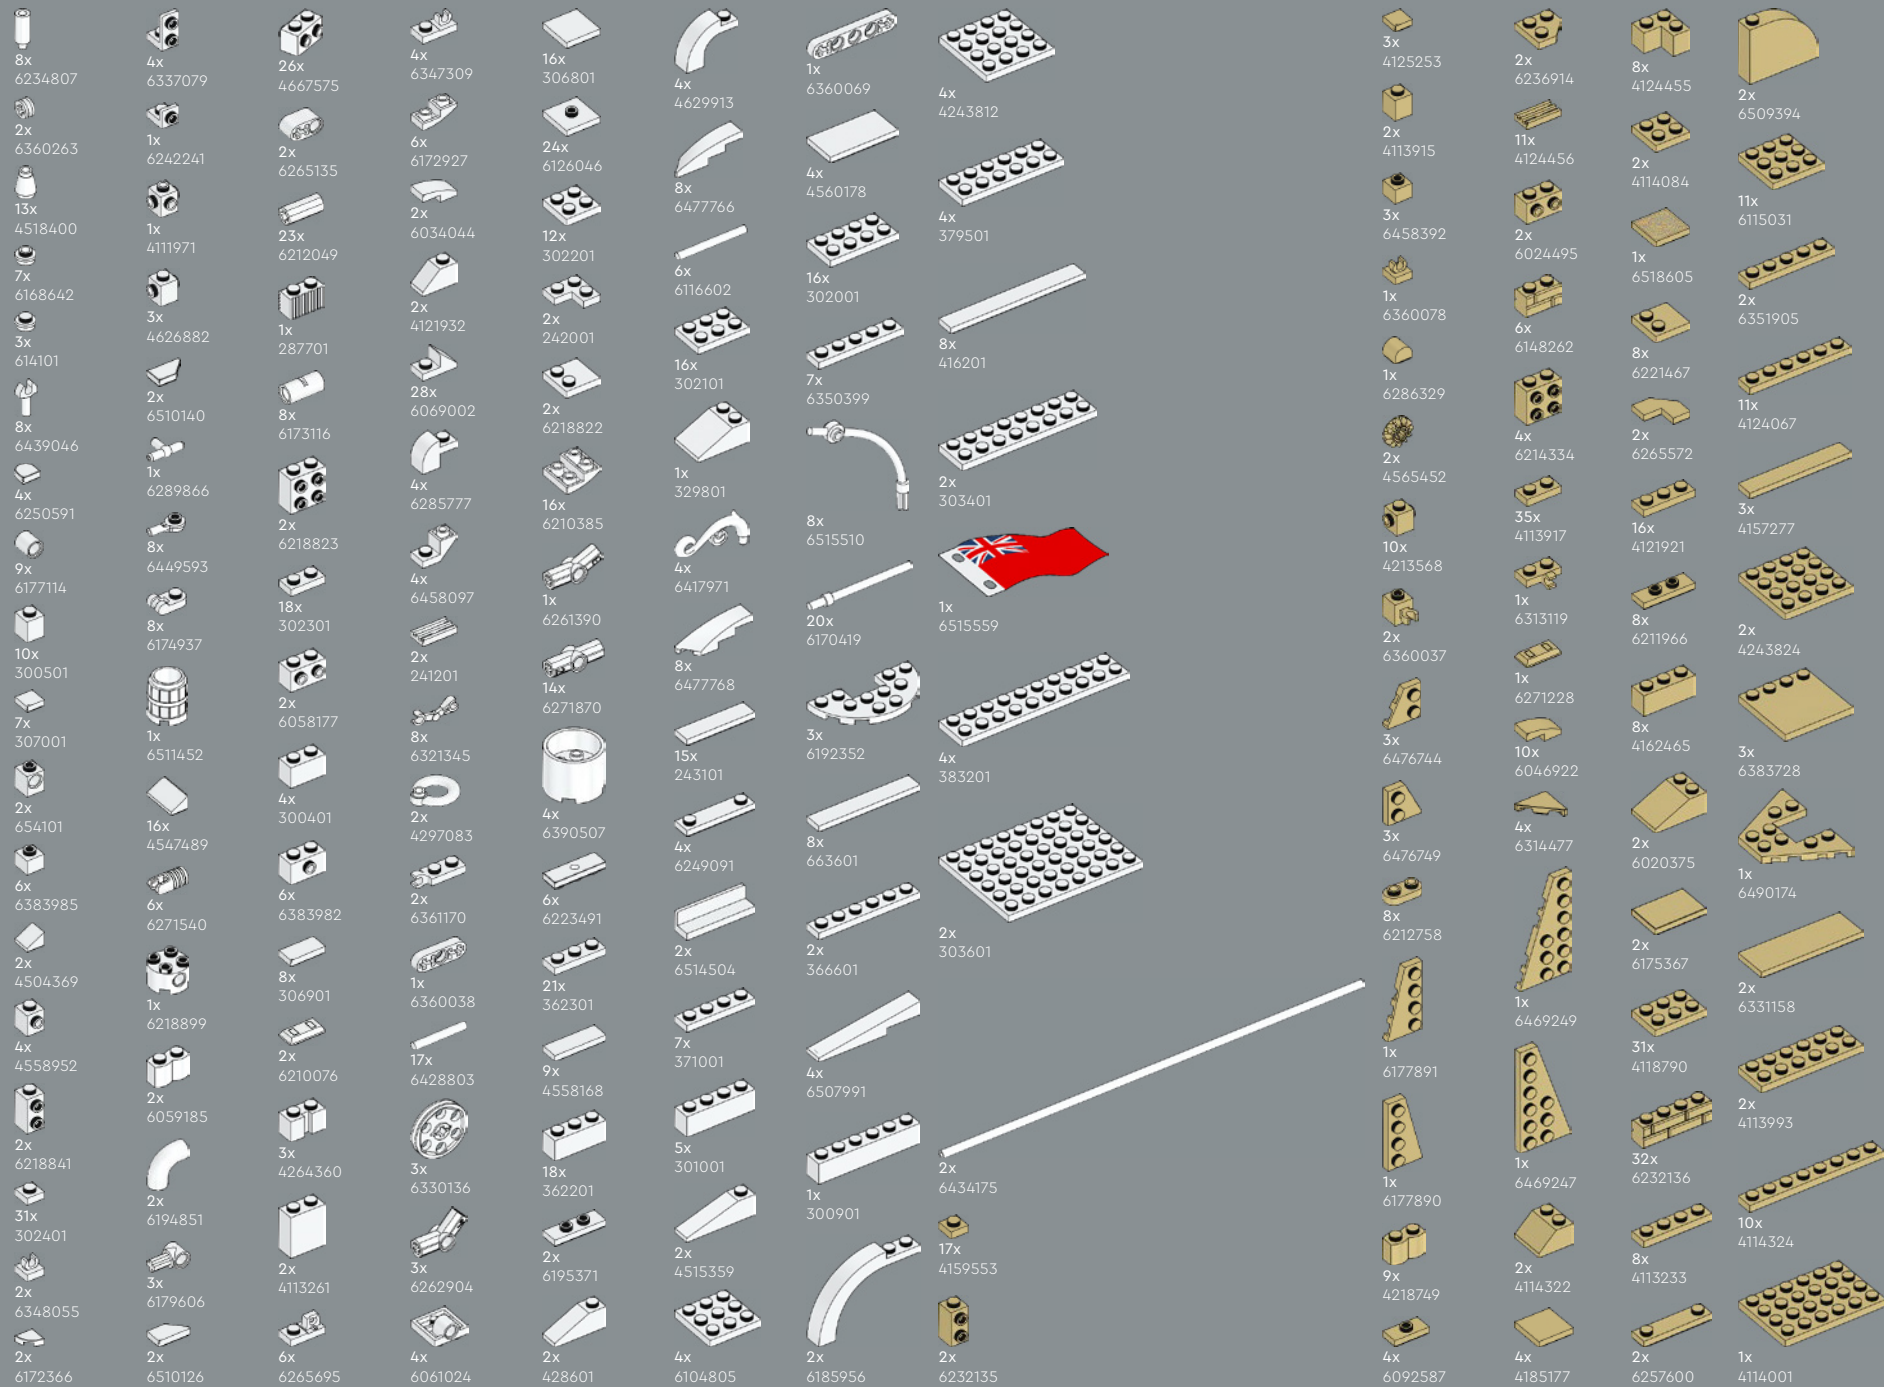 8x
6234807
2x
6360263
13x
4518400
7x
6168642
3x
614101
8x
6439046
4x
6250591
9x
6177114
10x
300501
7x
307001
2x
654101
6x
6383985
2x
4504369
4x
4558952
2x
6218841
31x
302401
2x
6348055
2x
6172366
4x
6337079
1x
6242241
1x
4111971
3x
4626882
2x
6510140
1x
6289866
8x
6449593
8x
6174937
1x
6511452
16x
4547489
6x
6271540
1x
6218899
2x
6059185
2x
6194851
3x
6179606
2x
6510126
26x
4667575
2x
6265135
23x
6212049
1x
287701
8x
6173116
2x
6218823
18x
302301
2x
6058177
4x
300401
6x
6383982
8x
306901
2x
6210076
3x
4264360
2x
4113261
6x
6265695
4x
6347309
6x
6172927
2x
6034044
2x
4121932
28x
6069002
4x
6285777
4x
6458097
2x
241201
8x
6321345
2x
4297083
2x
6361170
1x
6360038
17x
6428803
3x
6330136
3x
6262904
4x
6061024
16x
306801
24x
6126046
12x
302201
2x
242001
2x
6218822
16x
6210385
1x
6261390
14x
6271870
4x
6390507
6x
6223491
21x
362301
9x
4558168
18x
362201
2x
6195371
2x
428601
4x
4629913
8x
6477766
6x
6116602
16x
302101
1x
329801
4x
6417971
8x
6477768
15x
243101
4x
6249091
2x
6514504
7x
371001
5x
301001
2x
4515359
4x
6104805
1x
6360069
4x
4560178
16x
302001
7x
6350399
8x
6515510
20x
6170419
3x
6192352
8x
663601
2x
366601
4x
6507991
1x
300901
2x
6185956
4x
4243812
4x
379501
8x
416201
2x
303401
1x
6515559
4x
383201
2x
303601
2x
6434175
17x
4159553
2x
6232135
3x
4125253
2x
4113915
3x
6458392
1x
6360078
1x
6286329
2x
4565452
10x
4213568
2x
6360037
3x
6476744
3x
6476749
8x
6212758
1x
6177891
1x
6177890
9x
4218749
4x
6092587
2x
6236914
11x
4124456
2x
6024495
6x
6148262
4x
6214334
35x
4113917
1x
6313119
1x
6271228
10x
6046922
4x
6314477
1x
6469249
1x
6469247
2x
4114322
4x
4185177
8x
4124455
2x
4114084
1x
6518605
8x
6221467
2x
6265572
16x
4121921
8x
6211966
8x
4162465
2x
6020375
2x
6175367
31x
4118790
32x
6232136
8x
4113233
2x
6257600
2x
6509394
11x
6115031
2x
6351905
11x
4124067
3x
4157277
2x
4243824
3x
6383728
1x
6490174
2x
6331158
2x
4113993
10x
4114324
1x
4114001